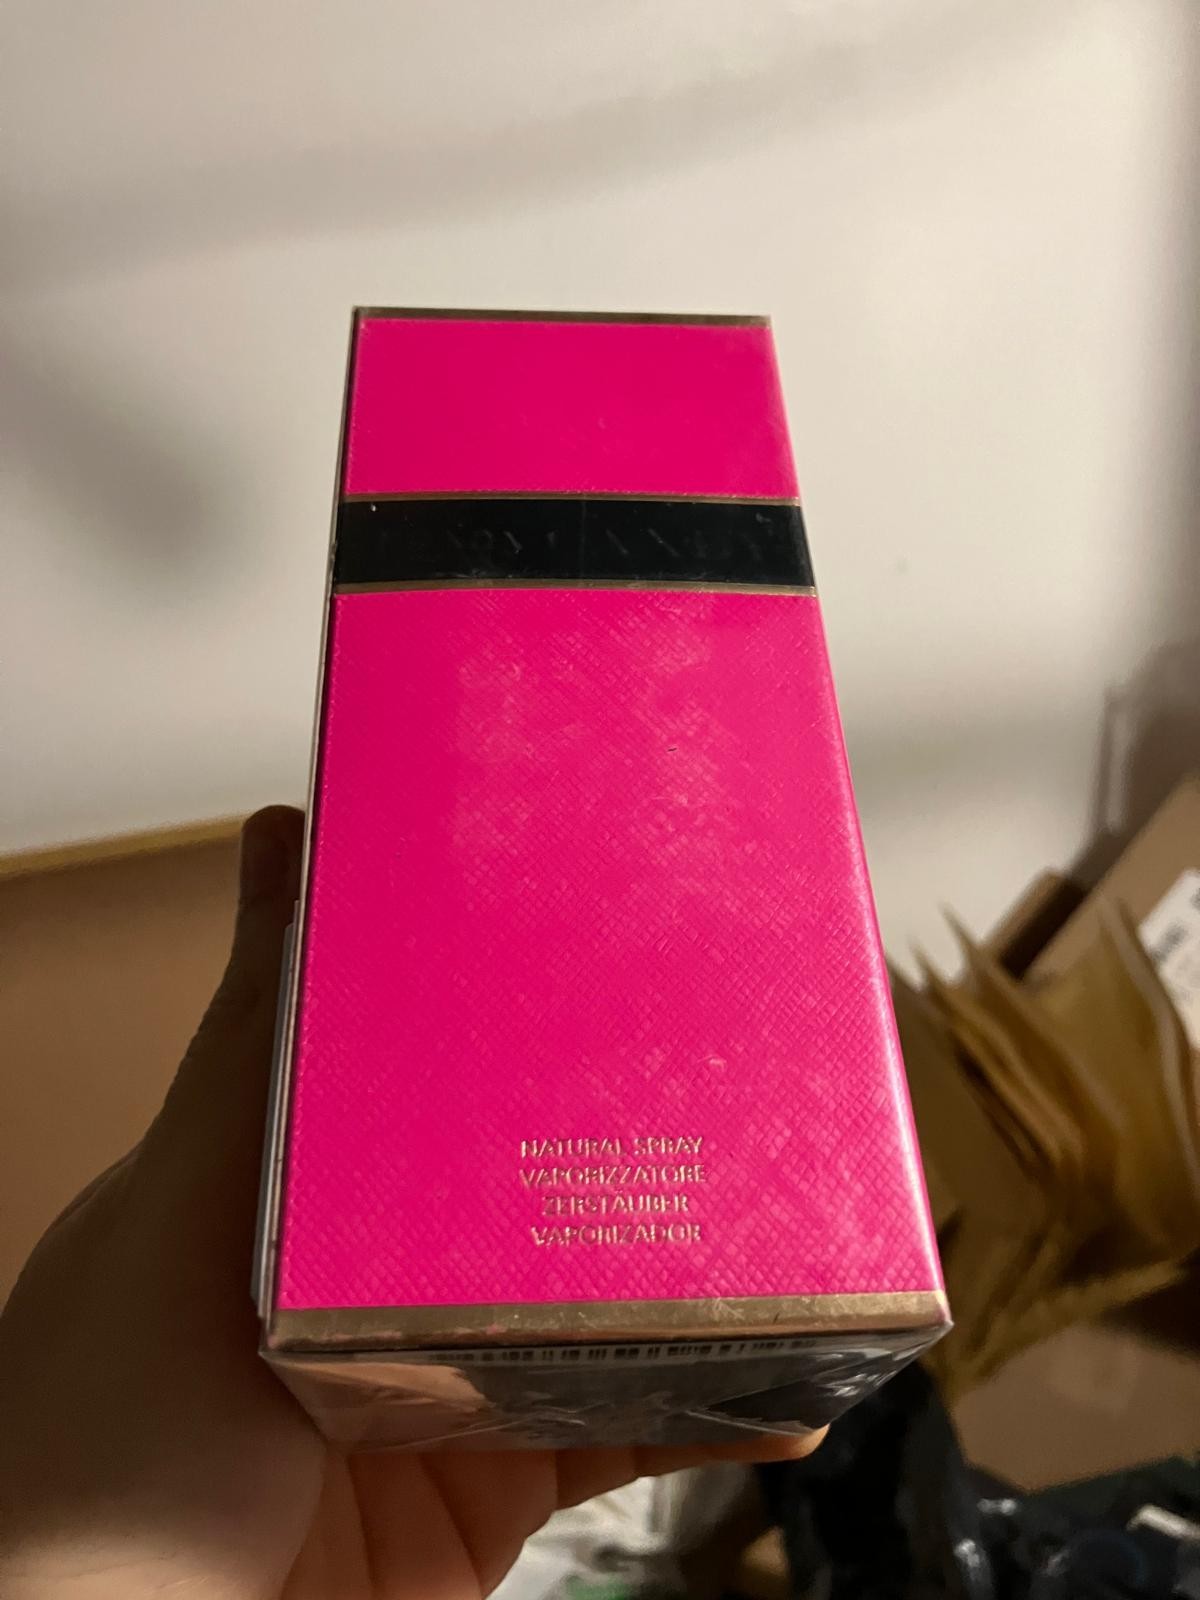 NATURAL SPRAY
VAPORIZZATORE
ZERSTÄUBER
VAPORIZADOR